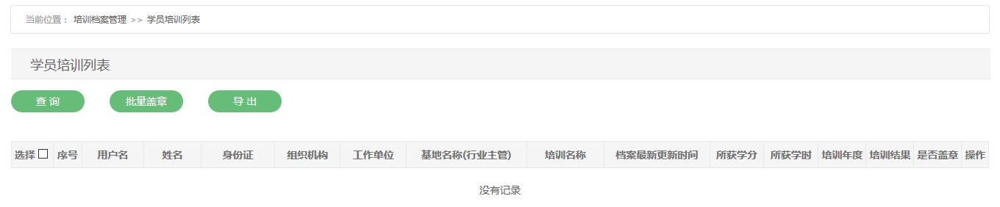 当前位置： 培训档案管理 >> 学员培训列表
学员培训列表
查 询 批量盖章 导 出
选择 序号 用户名 姓名 身份证 组织机构 工作单位 基地名称(行业主管) 培训名称 档案最新更新时间 所获学分 所获学时 培训年度 培训结果 是否盖章 操作
没有记录